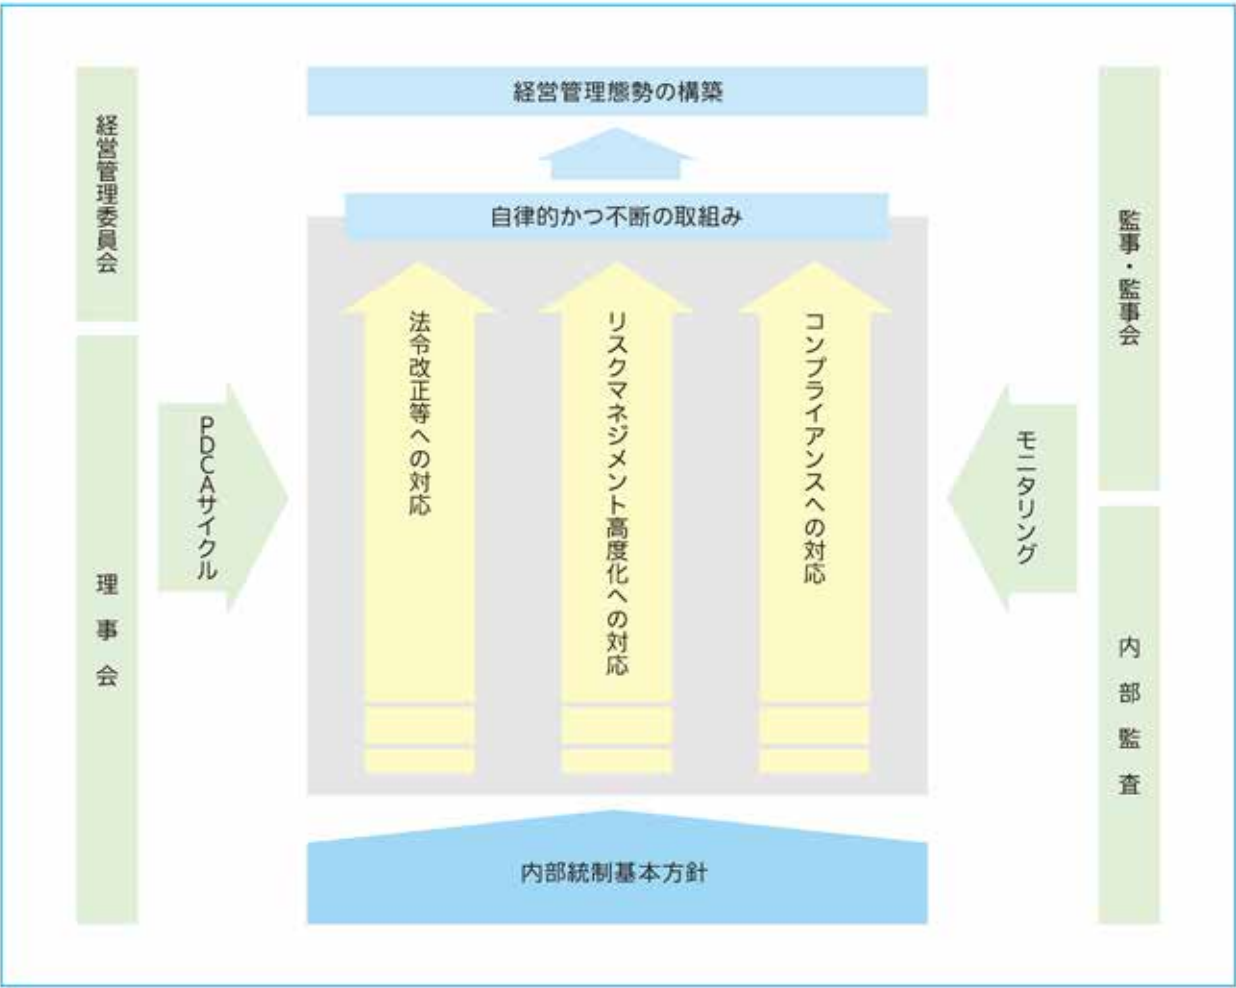 経営管理態勢の構築
自律的かつ不断の取組み
経営管理委員会
理事会
PDCAサイクル
法令改正等への対応
リスクマネジメント高度化への対応
コンプライアンスへの対応
モニタリング
監事・監事会
内部監査
内部統制基本方針